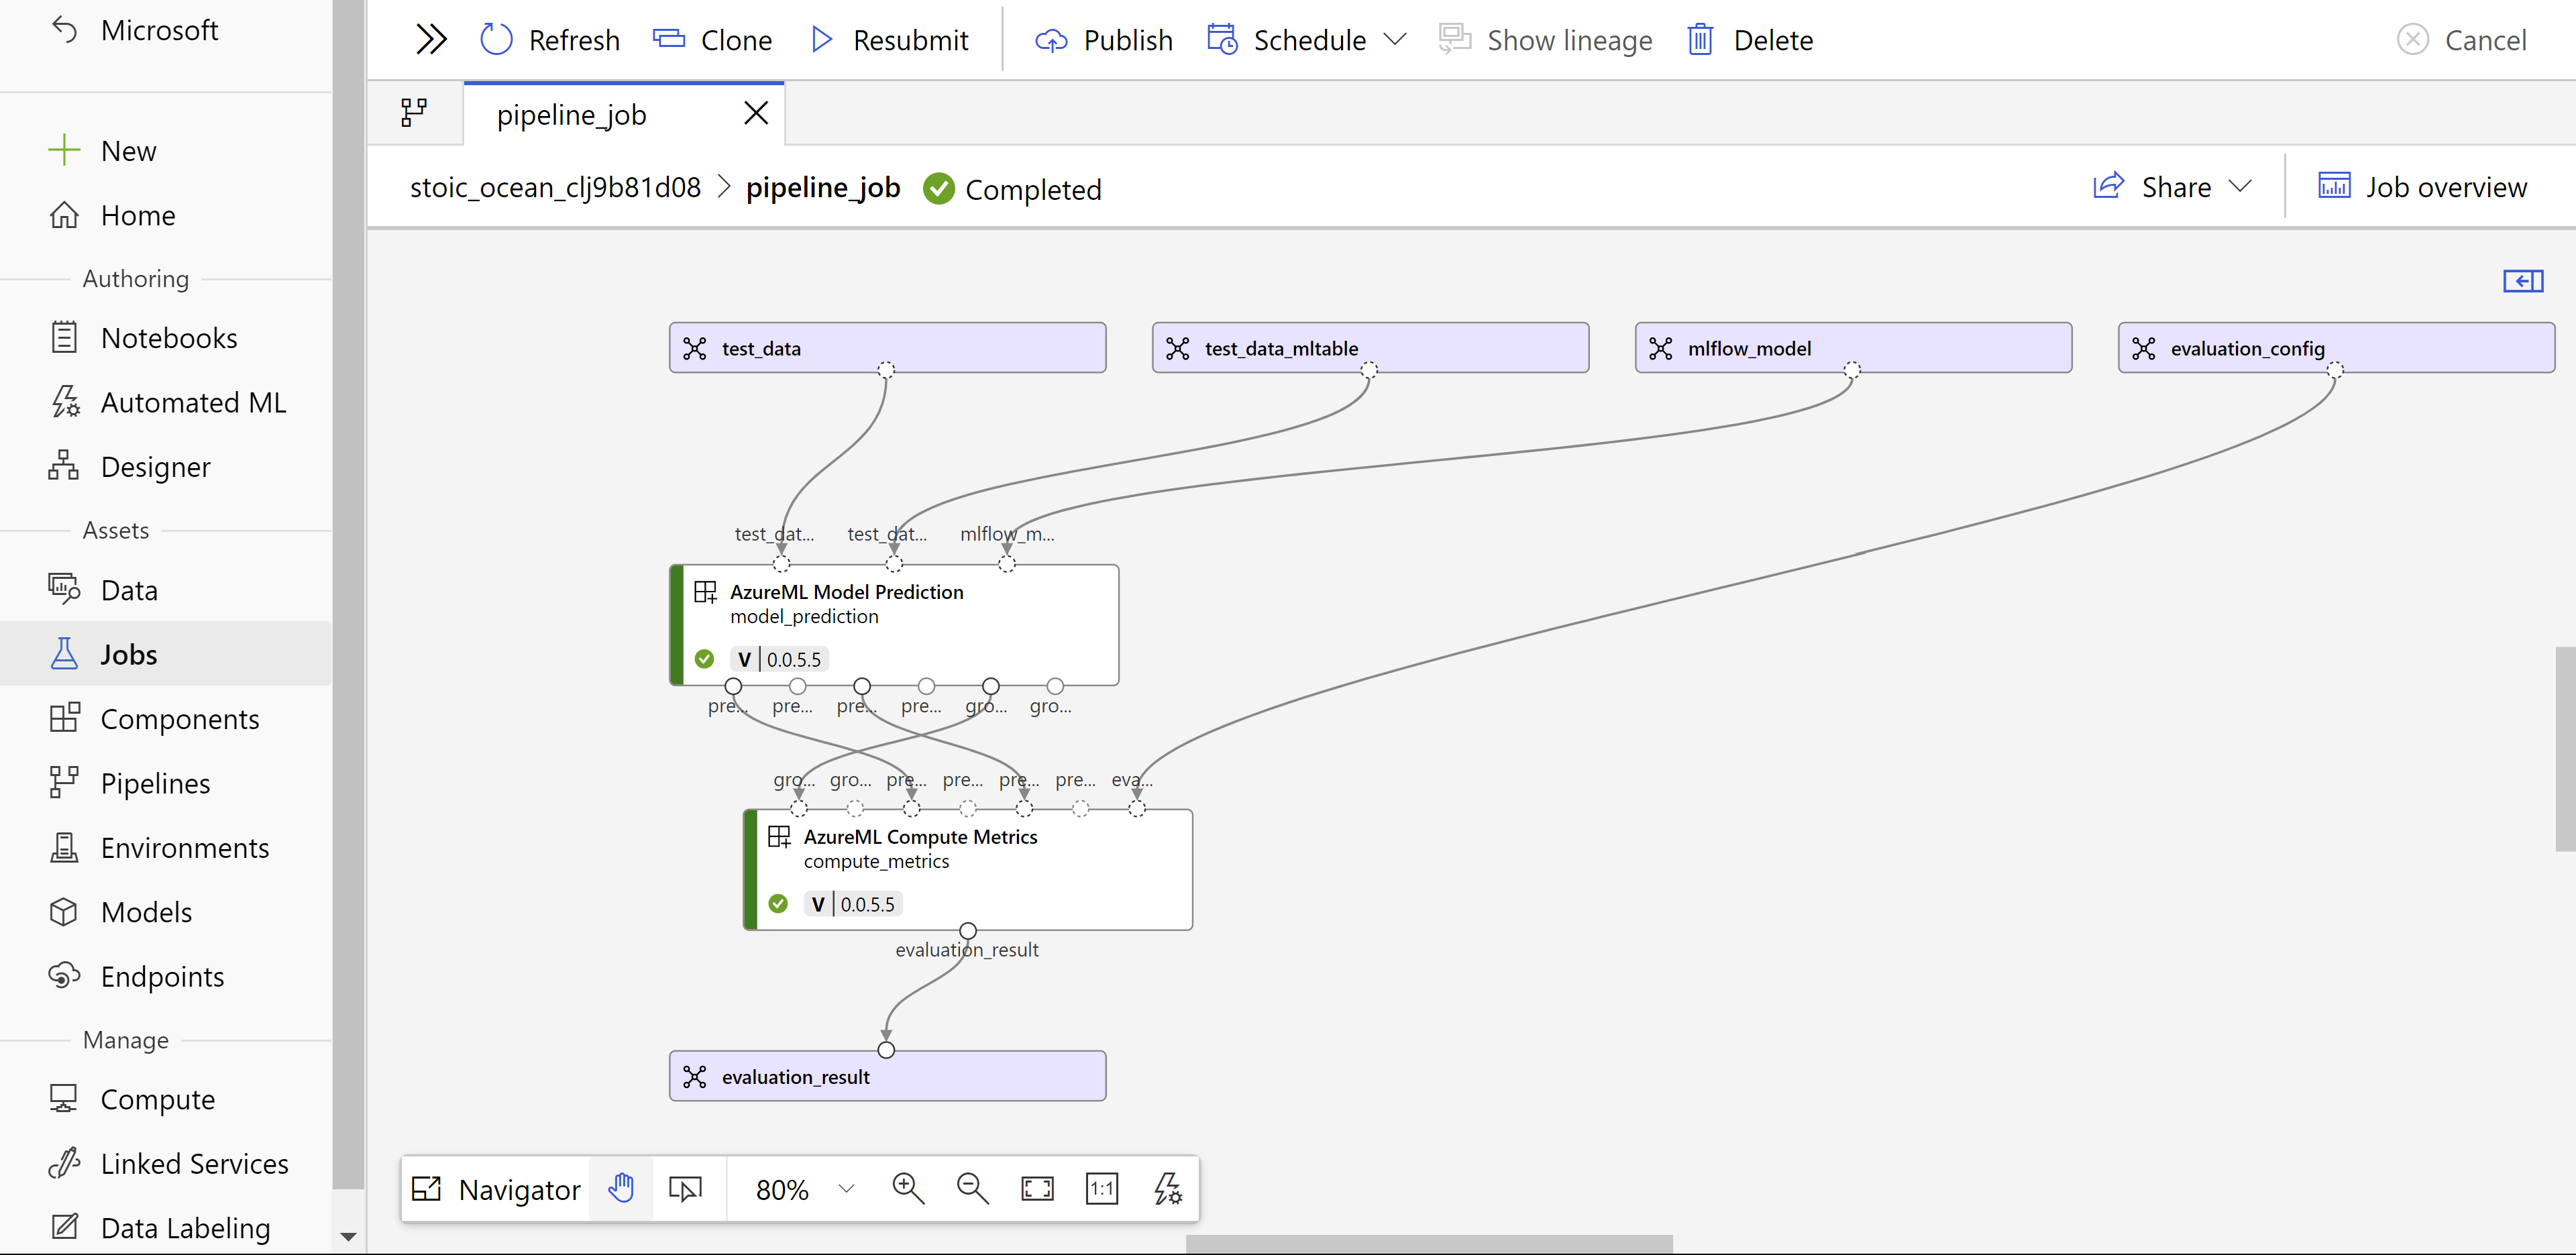 Microsoft
New
Home
Authoring
Notebooks
Automated ML
Designer
Assets
Data
Jobs
Components
Pipelines
Environments
Models
Endpoints
Manage
Compute
Linked Services
Data Labeling
Refresh Clone Resubmit Publish Schedule Show lineage Delete Cancel
pipeline_job
stoic_ocean_clj9b81d08 > pipeline_job Completed Share Job overview
test_data test_data_mltable mlflow_model evaluation_config
test_dat... test_dat... mlflow_m...
AzureML Model Prediction
model_prediction
V 0.0.5.5
pre... pre... pre... pre... gro... gro...
gro... gro... pre... pre... pre... pre... eva...
AzureML Compute Metrics
compute_metrics
V 0.0.5.5
evaluation_result
evaluation_result
Navigator 80% 1:1